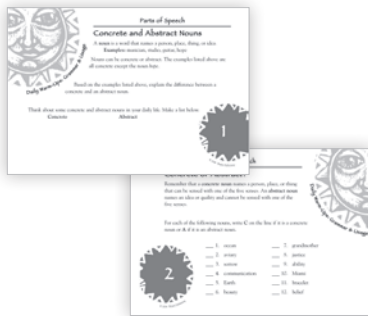 Parts of Speech
Concrete and Abstract Nouns
A noun is a word that names a person, place, thing, or idea.
Examples: musician, studio, guitar, hope
Nouns can be concrete or abstract. The examples listed above are
all concrete except the noun hope.
Based on the examples listed above, explain the difference between a
concrete and an abstract noun.
Think about some concrete and abstract nouns in your daily life. Make a list below.
Concrete Abstract
Daily Warm-Ups: Grammar & Usage
1
Remember that a concrete noun names a person, place, or thing
that can be sensed with one of the five senses. An abstract noun
names an idea or quality and cannot be sensed with one of the
five senses.
For each of the following nouns, write C on the line if it is a concrete
noun or A if it is an abstract noun.
1. 7. grandmother
2. 8. justice
3. 9. ability
4. communication 10.
5. Earth 11. bracelet
6. beauty 12. belief
Daily Warm-Ups: Grammar & Usage
2